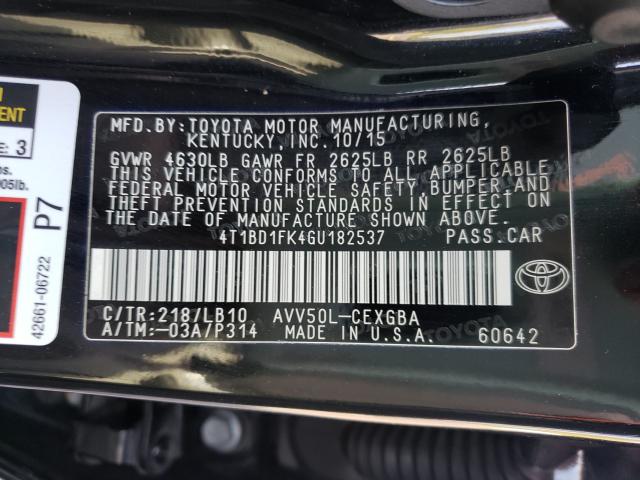 MENT
E: 3
ns.
005lb.
P7
42661-06722
MFD. BY:TOYOTA MOTOR MANUFACTURING,
KENTUCKY, INC. 10/15
GVWR 4630LB GAWR FR 2625LB RR 2625LB
THIS VEHICLE CONFORMS TO ALL APPLICABLE
FEDERAL MOTOR VEHICLE SAFETY,BUMPER,AND
THEFT PREVENTION STANDARDS IN EFFECT ON
THE DATE OF MANUFACTURE SHOWN ABOVE.
4T1BD1FK4GU182537 PASS.CAR
C/TR:218/LB10 AVV50L-CEXGBA
A/TM:-03A/P314 MADE IN U.S.A. 60642